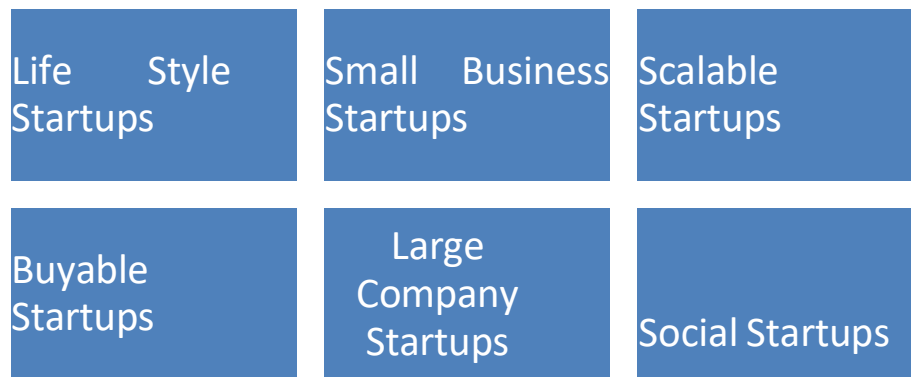 Life Style
Startups
Small Business
Startups
Scalable
Startups
Buyable
Startups
Large
Company
Startups
Social Startups